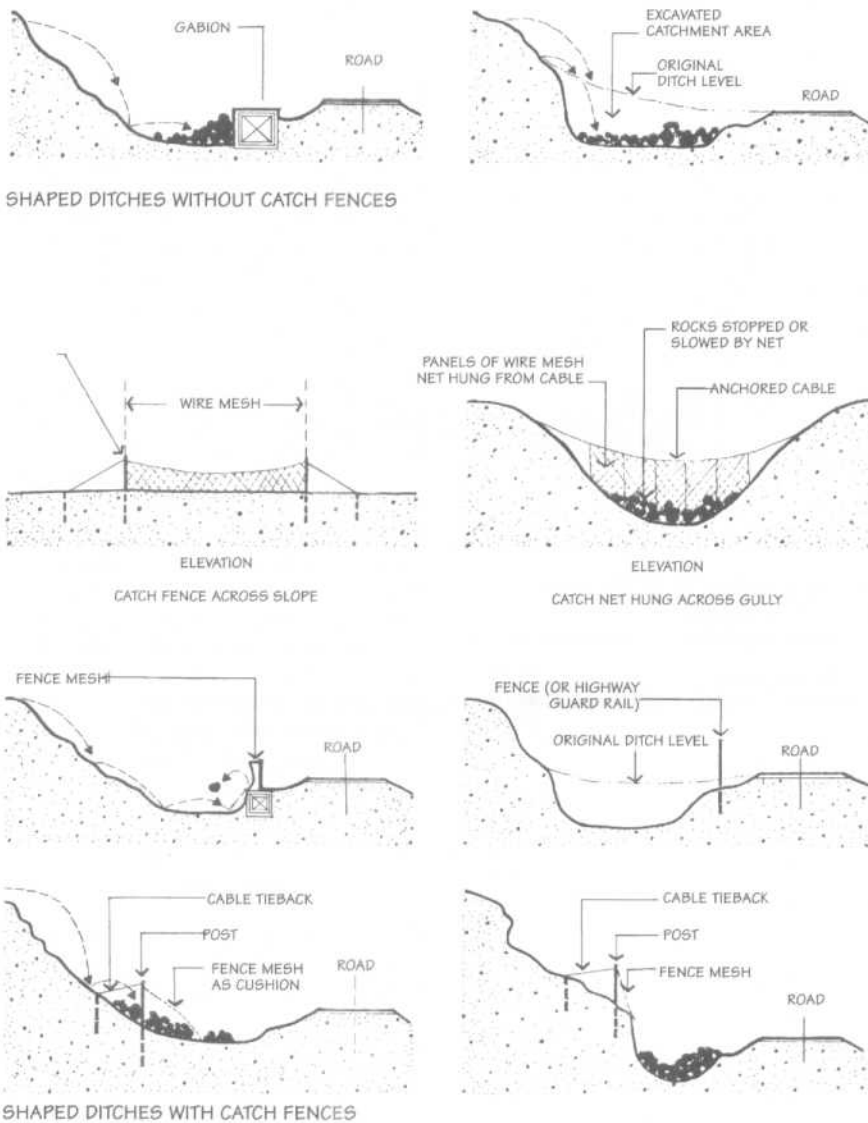 GABION
ROAD
EXCAVATED
CATCHMENT AREA
ORIGINAL
DITCH LEVEL
ROAD
SHAPED DITCHES WITHOUT CATCH FENCES
WIRE MESH
ELEVATION
CATCH FENCE ACROSS SLOPE
ROCKS STOPPED OR
SLOWED BY NET
PANELS OF WIRE MESH
NET HUNG FROM CABLE
ANCHORED CABLE
ELEVATION
CATCH NET HUNG ACROSS GULLY
FENCE MESH
ROAD
FENCE (OR HIGHWAY
GUARD RAIL)
ORIGINAL DITCH LEVEL
ROAD
CABLE TIEBACK
POST
FENCE MESH
AS CUSHION
ROAD
CABLE TIEBACK
POST
FENCE MESH
ROAD
SHAPED DITCHES WITH CATCH FENCES